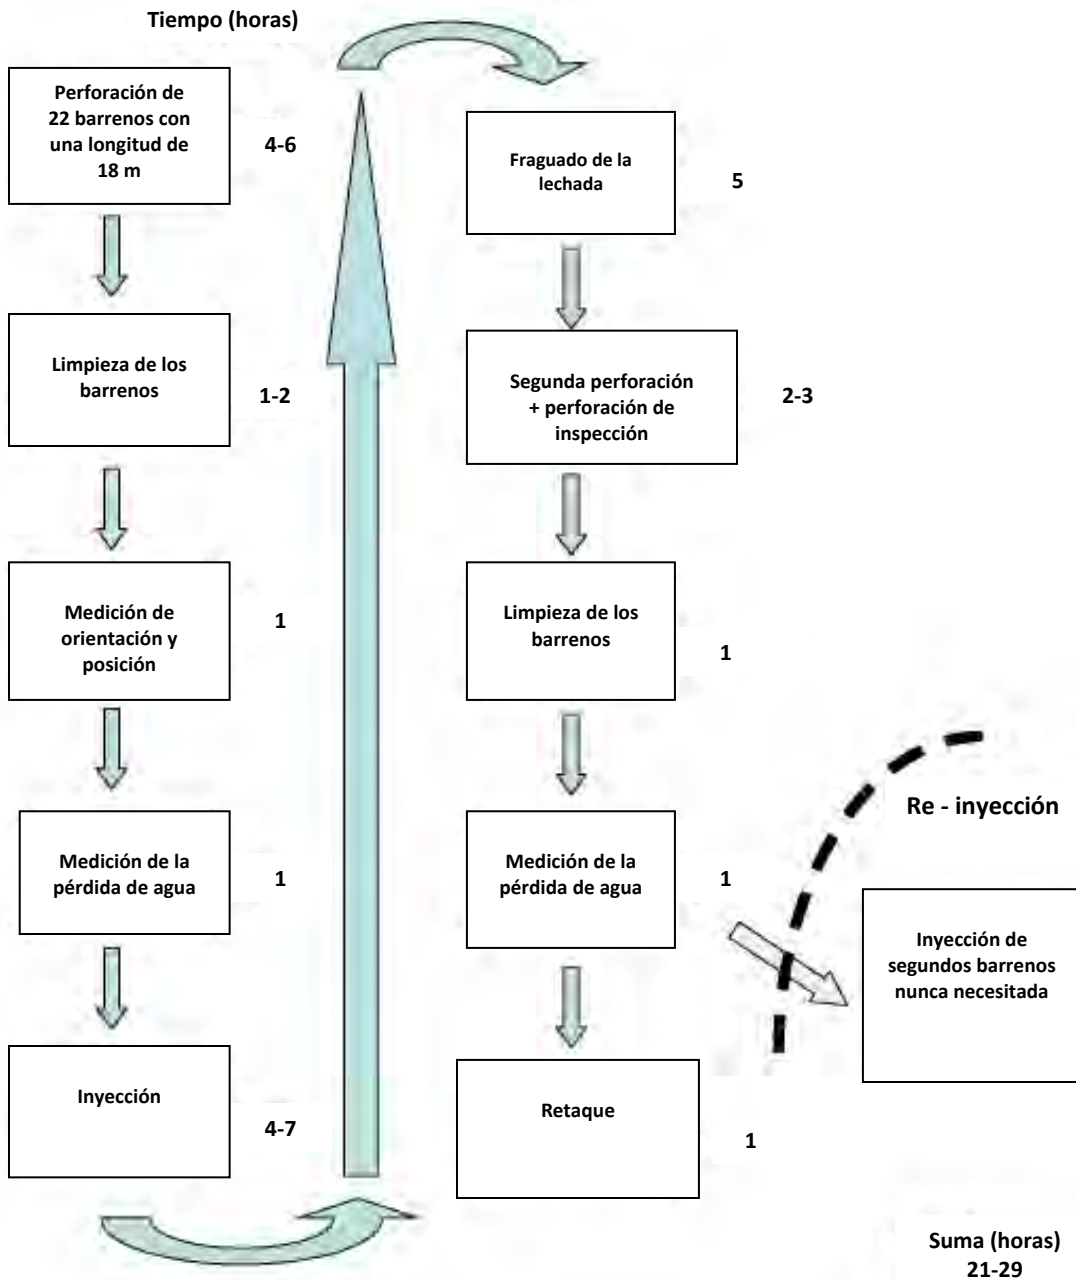 Tiempo (horas)
Perforación de
22 barrenos con
una longitud de
18 m
4-6
Limpieza de los
barrenos
1-2
Medición de
orientación y
posición
1
Medición de la
pérdida de agua
1
Inyección
4-7
Fraguado de la
lechada
5
Segunda perforación
+ perforación de
inspección
2-3
Limpieza de los
barrenos
1
Medición de la
pérdida de agua
1
Re - inyección
Inyección de
segundos barrenos
nunca necesitada
Retaque
1
Suma (horas)
21-29